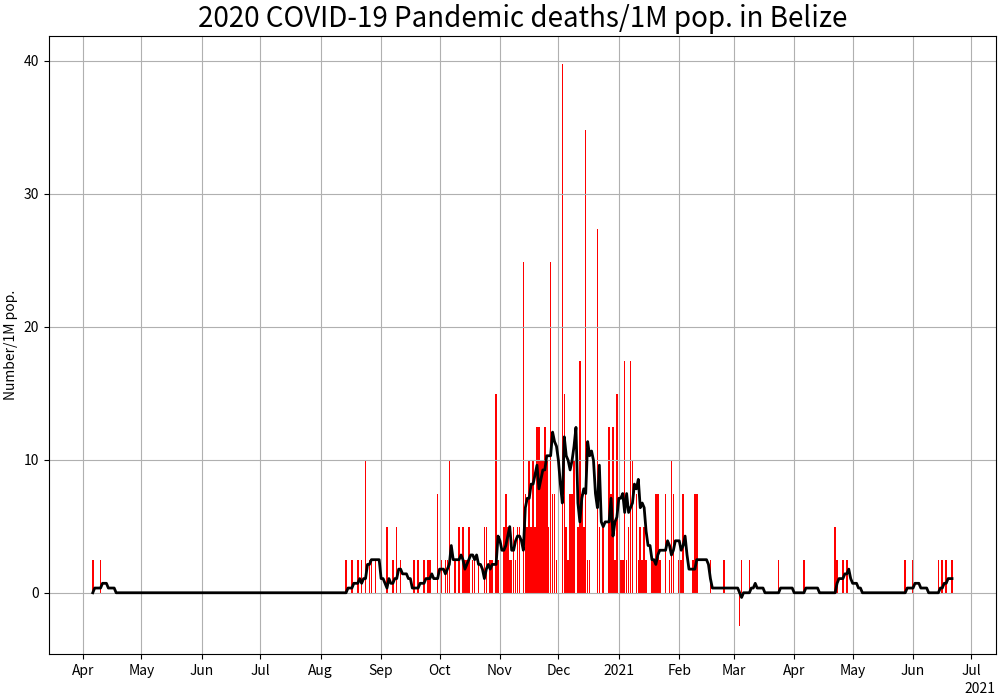 2020 COVID-19 Pandemic deaths/1M pop. in Belize
Number/1M pop.
40
30
20
10
0
Apr May Jun Jul Aug Sep Oct Nov Dec 2021 Feb Mar Apr May Jun Jul
2021